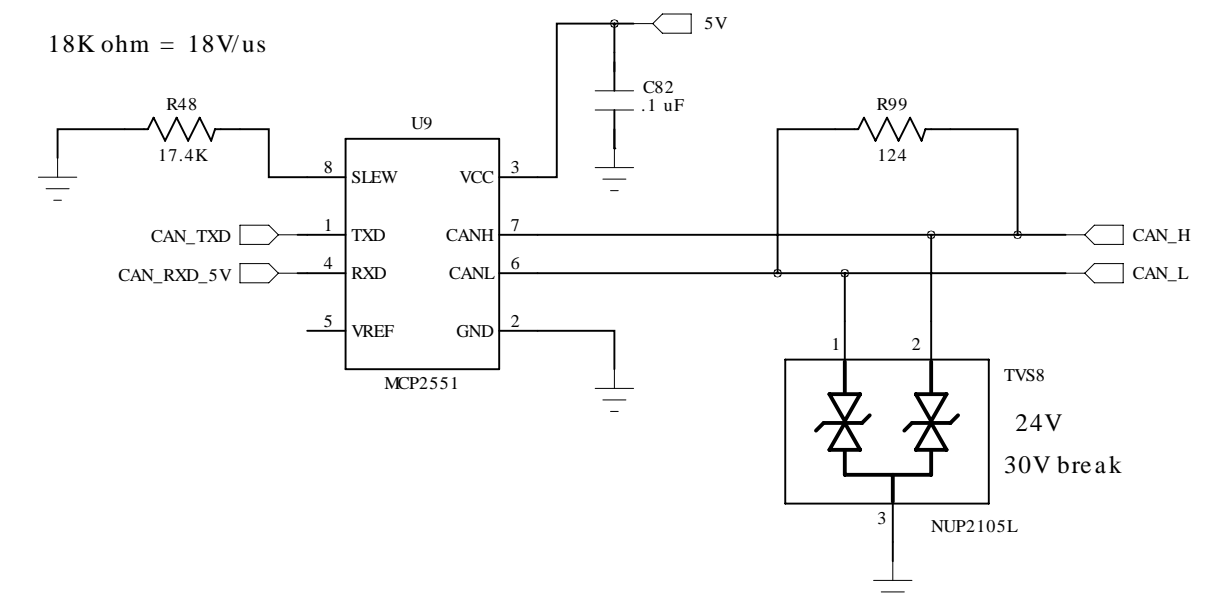 5V
18K ohm = 18V/us
C82
.1 uF
R48
17.4K
R99
124
U9
8 SLEW VCC 3
CAN_TXD 1 TXD CANH 7 CAN_H
CAN_RXD_5V 4 RXD CANL 6 CAN_L
5 VREF GND 2
MCP2551
1 2
TVS8
24V
30V break
3
NUP2105L